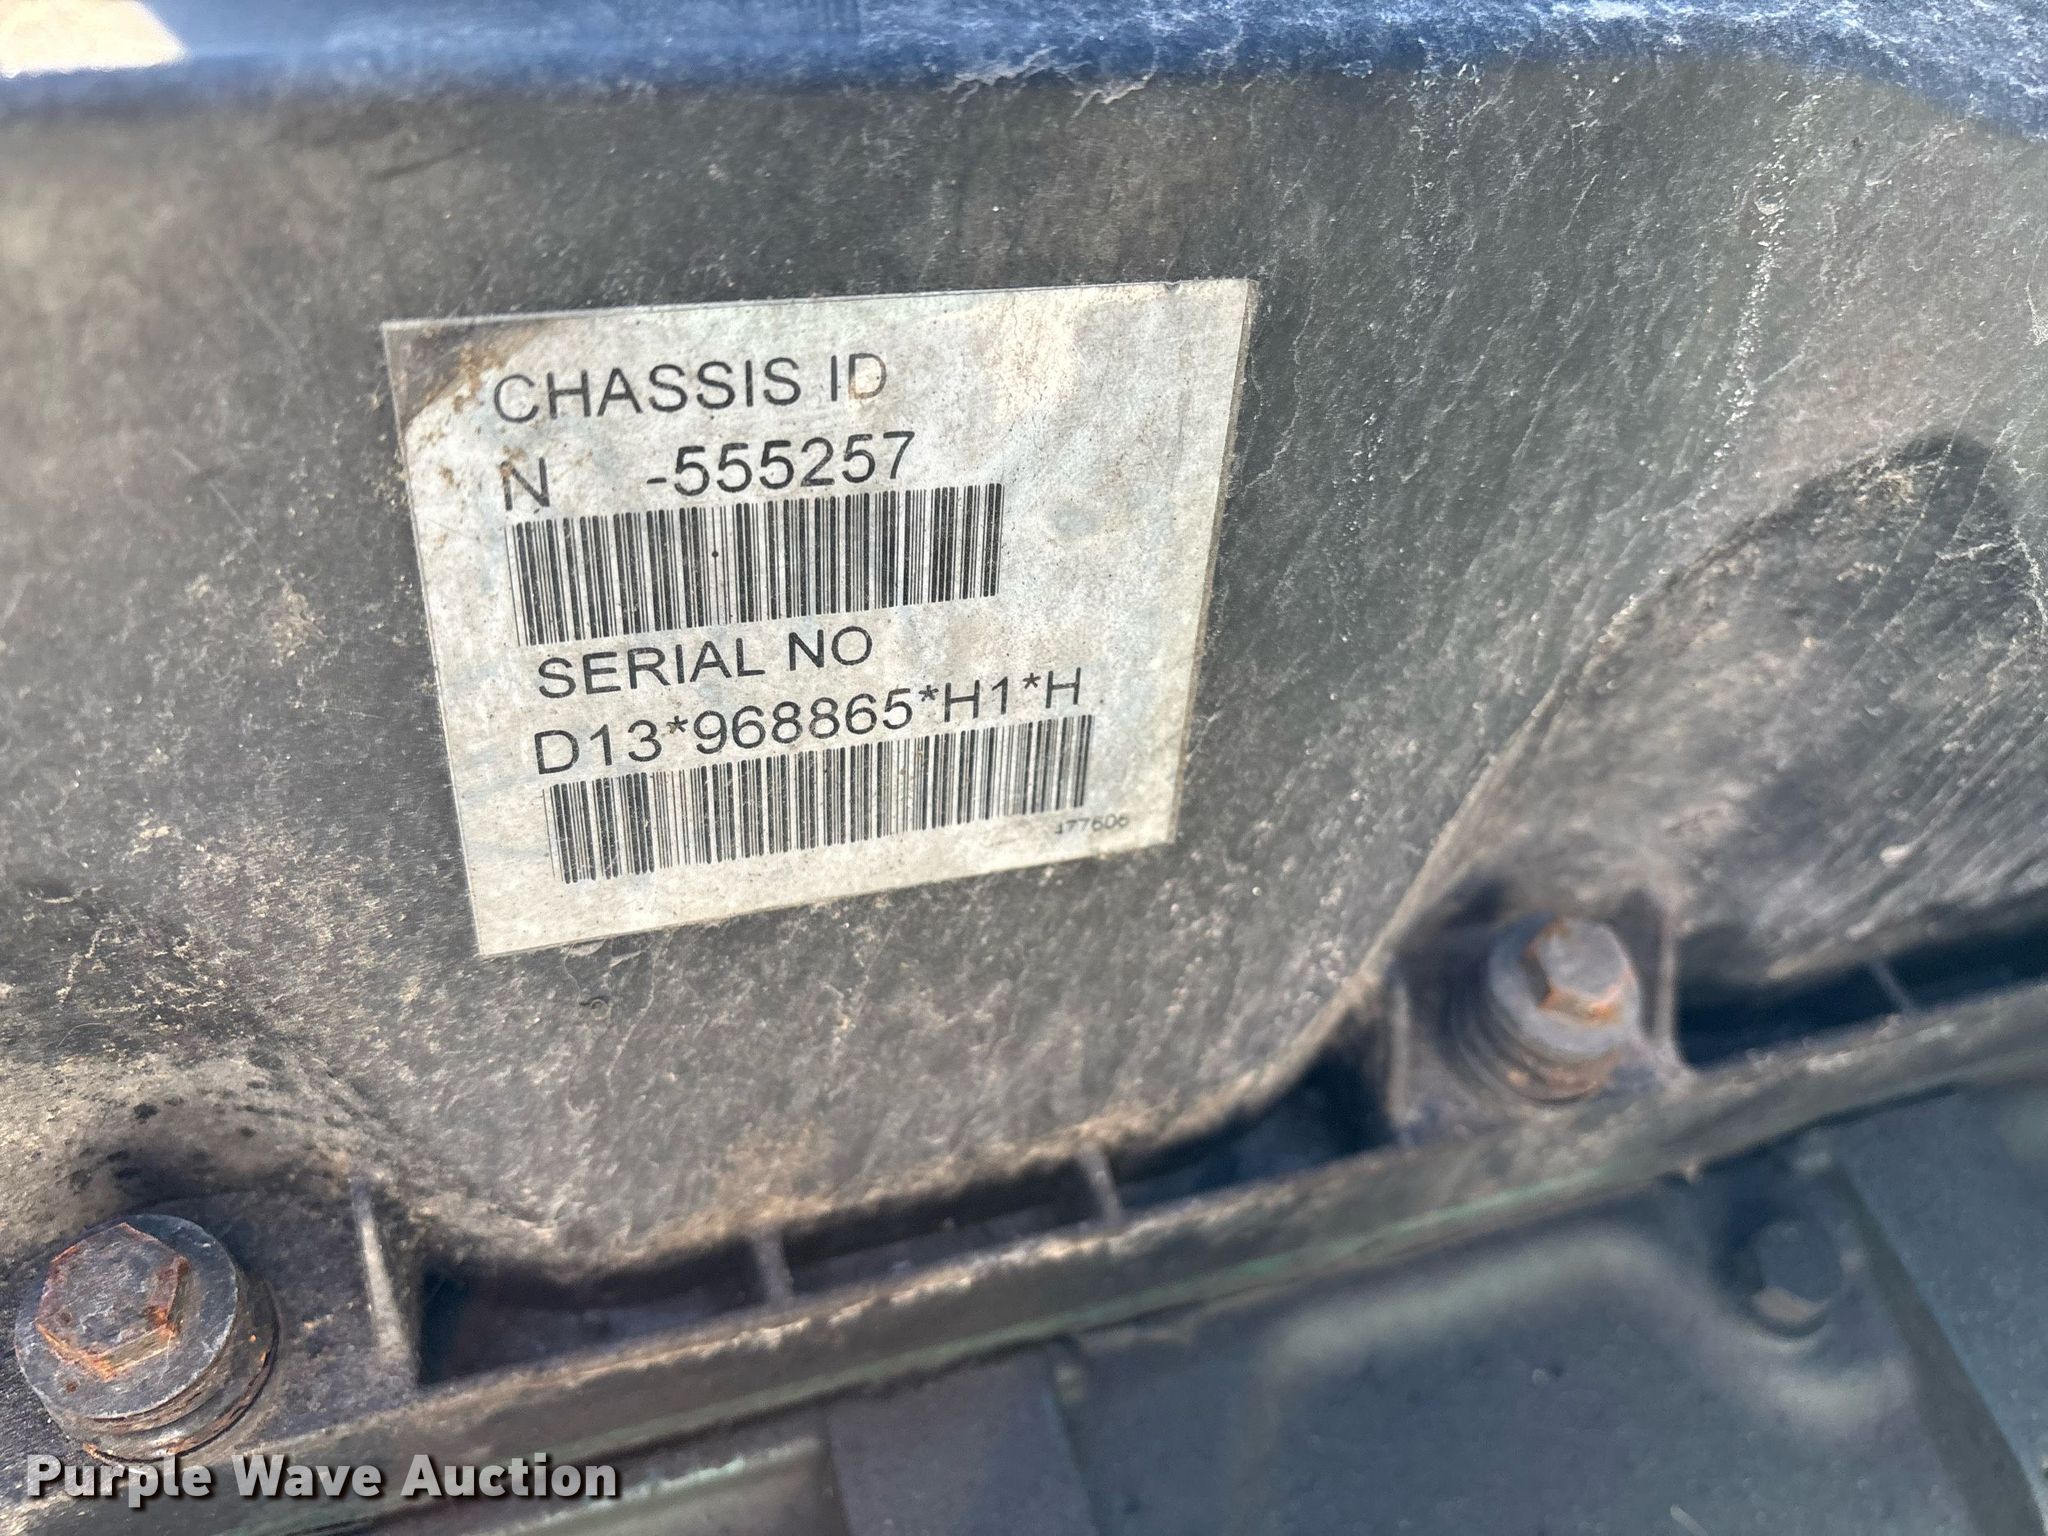 CHASSIS ID
N -555257
SERIAL NO
D13*968865*H1*H
Purple Wave Auction